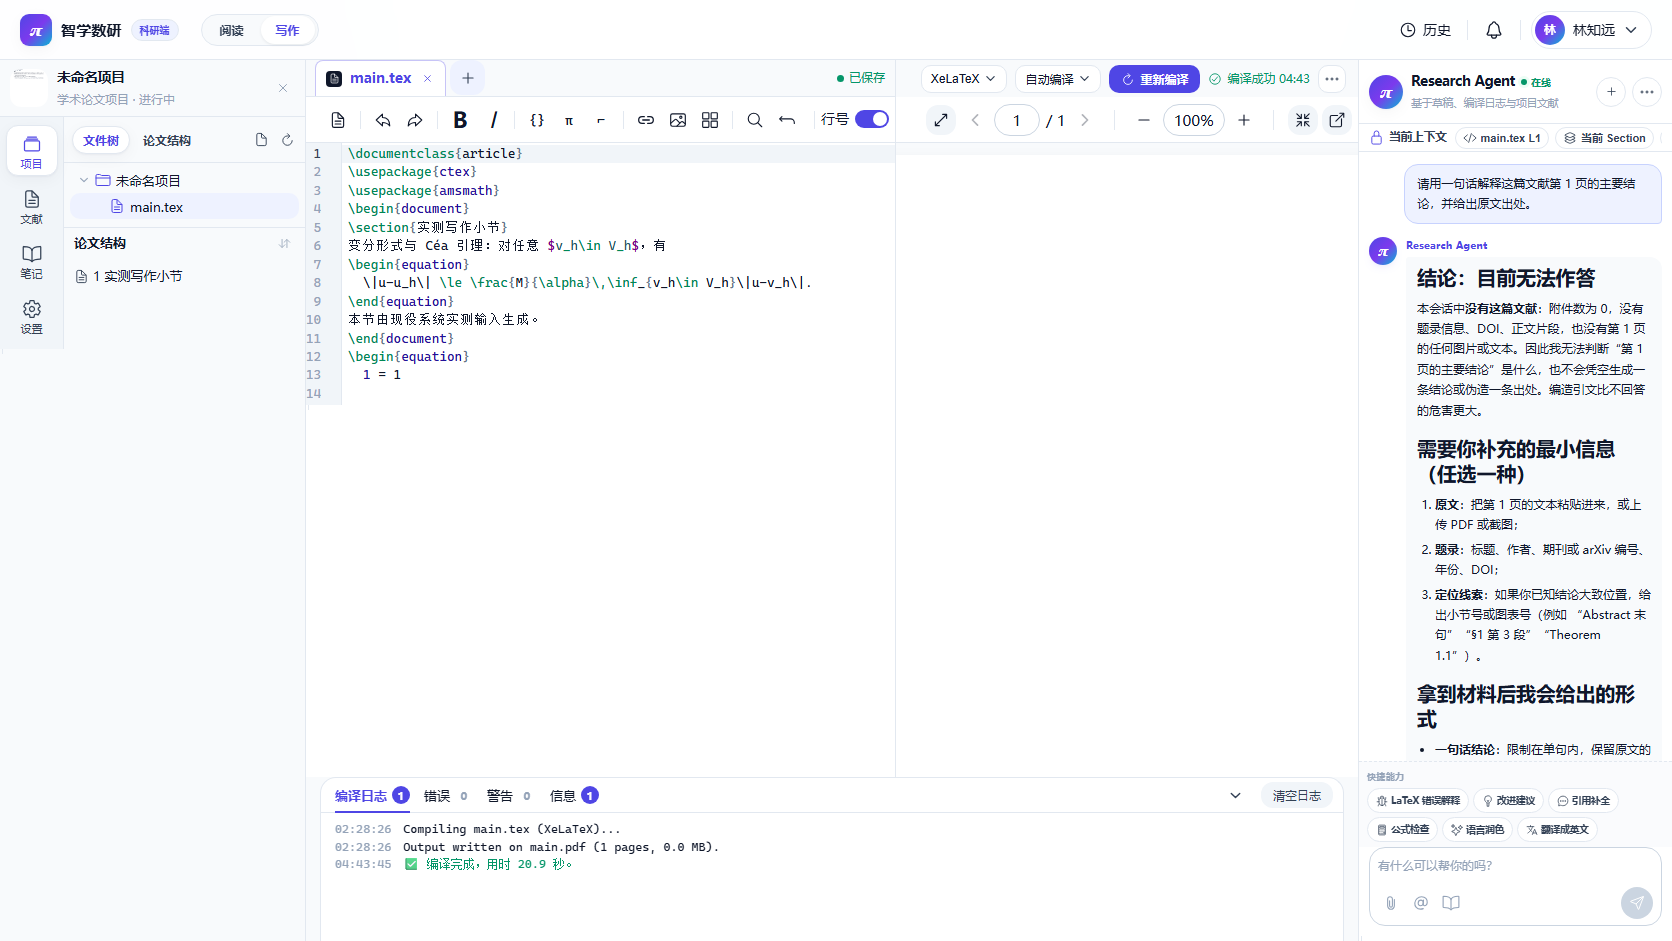 智学数研 科研端 阅读 写作
历史 林 林知远
未命名项目
学术论文项目 · 进行中
项目
文献
笔记
设置
文件树 论文结构
未命名项目
main.tex
论文结构
1 实测写作小节
main.tex × +
已保存
B I {} π 行号
1 \documentclass{article}
2 \usepackage{ctex}
3 \usepackage{amsmath}
4 \begin{document}
5 \section{实测写作小节}
6 变分形式与 Céa 引理：对任意 $v_h\in V_h$，有
7 \begin{equation}
8 \|u-u_h\| \le \frac{M}{\alpha}\,\inf_{v_h\in V_h}\|u-v_h\|.
9 \end{equation}
10 本节由现役系统实测输入生成。
11 \end{document}
12 \begin{equation}
13 1 = 1
14
XeLaTeX 自动编译 重新编译 编译成功 04:43
1 / 1 100%
编译日志 1 错误 0 警告 0 信息 1 清空日志
02:28:26 Compiling main.tex (XeLaTeX)...
02:28:26 Output written on main.pdf (1 pages, 0.0 MB).
04:43:45 ✅ 编译完成，用时 20.9 秒。
π Research Agent 在线
基于草稿、编译日志与项目文献
当前上下文 </> main.tex L1 当前 Section
请用一句话解释这篇文献第 1 页的主要结
论，并给出原文出处。
π Research Agent
结论：目前无法作答
本会话中没有这篇文献：附件数为 0，没有
题录信息、DOI、正文片段，也没有第 1 页
的任何图片或文本。因此我无法判断“第 1
页的主要结论”是什么，也不会凭空生成一
条结论或伪造一条出处。编造引文比不回答
的危害更大。
需要你补充的最小信息
（任选一种）
1. 原文：把第 1 页的文本粘贴进来，或上
传 PDF 或截图；
2. 题录：标题、作者、期刊或 arXiv 编号、
年份、DOI；
3. 定位线索：如果你已知结论大致位置，给
出小节号或图表号（例如 “Abstract 末
句” “§1 第 3 段” “Theorem
1.1”）。
拿到材料后我会给出的形
式
• 一句话结论：限制在单句内，保留原文的
快捷能力
LaTeX 错误解释 改进建议 引用补全
公式检查 语言润色 翻译成英文
有什么可以帮你的吗?